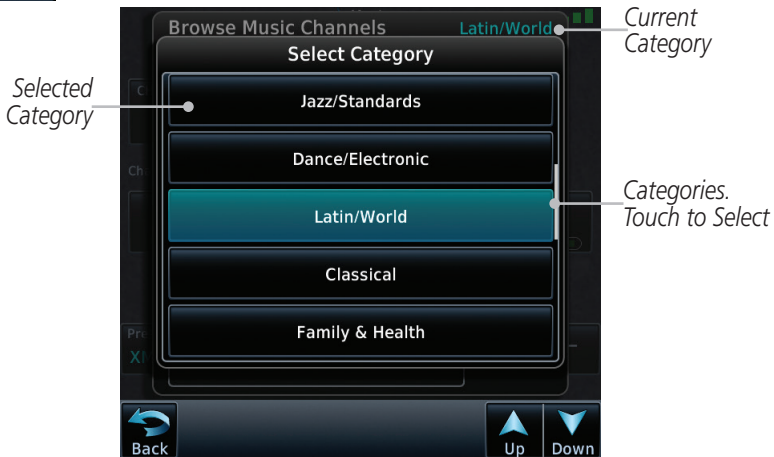 Browse Music Channels Latin/World
Current
Category
Select Category
Selected
Category
Jazz/Standards
Dance/Electronic
Latin/World
Categories.
Touch to Select
Classical
Family & Health
Back
Up
Down